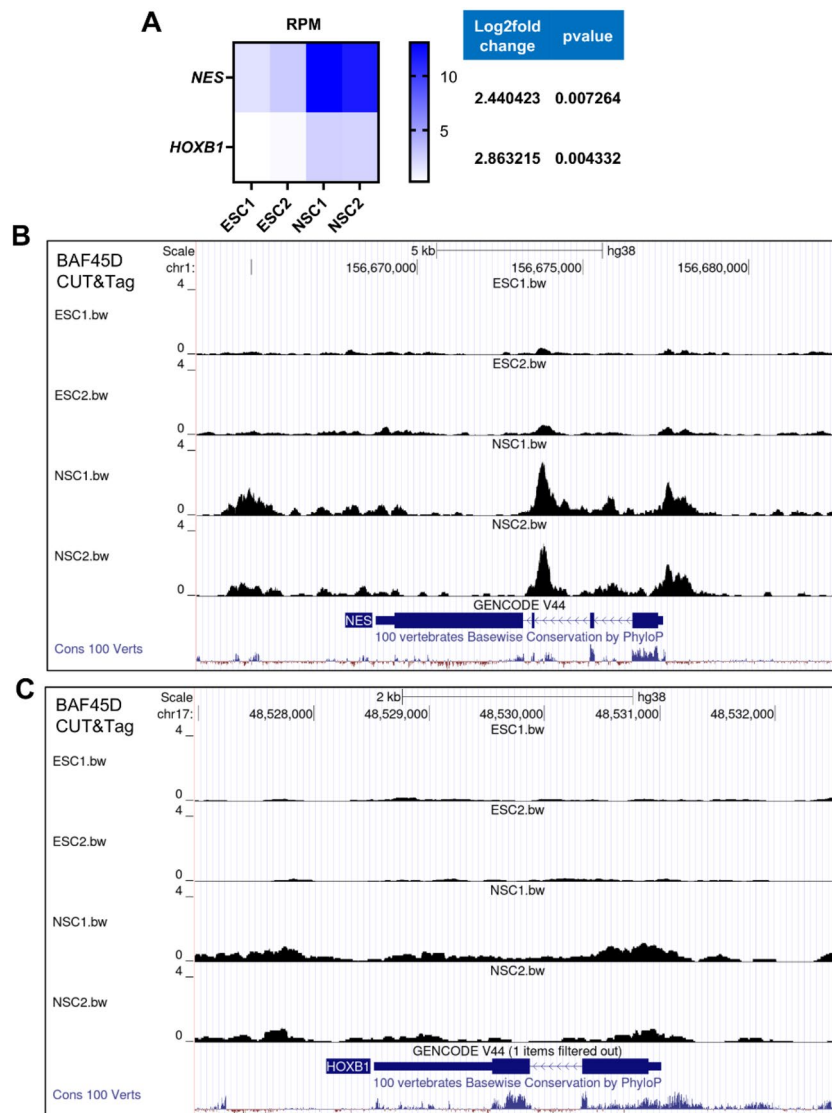 A
RPM
NES
HOXB1
ESC1
ESC2
NSC1
NSC2
10
5
Log2fold change
pvalue
2.440423 0.007264
2.863215 0.004332
B
BAF45D
CUT&Tag
Scale
5 kb
hg38
chr1:
156,670,000
156,675,000
156,680,000
ESC1.bw
4
ESC1.bw
0
ESC2.bw
4
ESC2.bw
0
NSC1.bw
4
NSC1.bw
0
NSC2.bw
4
NSC2.bw
0
GENCODE V44
NES
100 vertebrates Basewise Conservation by PhyloP
Cons 100 Verts
C
BAF45D
CUT&Tag
Scale
2 kb
hg38
chr17:
48,528,000
48,529,000
48,530,000
48,531,000
48,532,000
ESC1.bw
4
ESC1.bw
0
ESC2.bw
4
ESC2.bw
0
NSC1.bw
4
NSC1.bw
0
NSC2.bw
4
NSC2.bw
0
GENCODE V44 (1 items filtered out)
HOXB1
100 vertebrates Basewise Conservation by PhyloP
Cons 100 Verts